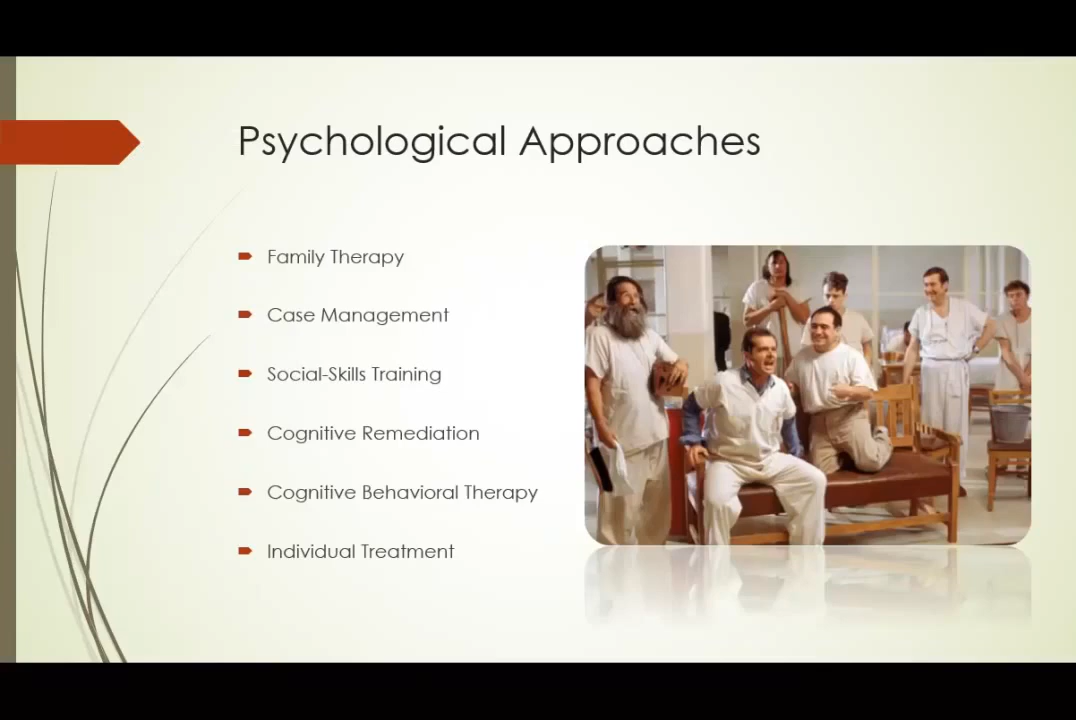 Psychological Approaches
Family Therapy
Case Management
Social-Skills Training
Cognitive Remediation
Cognitive Behavioral Therapy
Individual Treatment